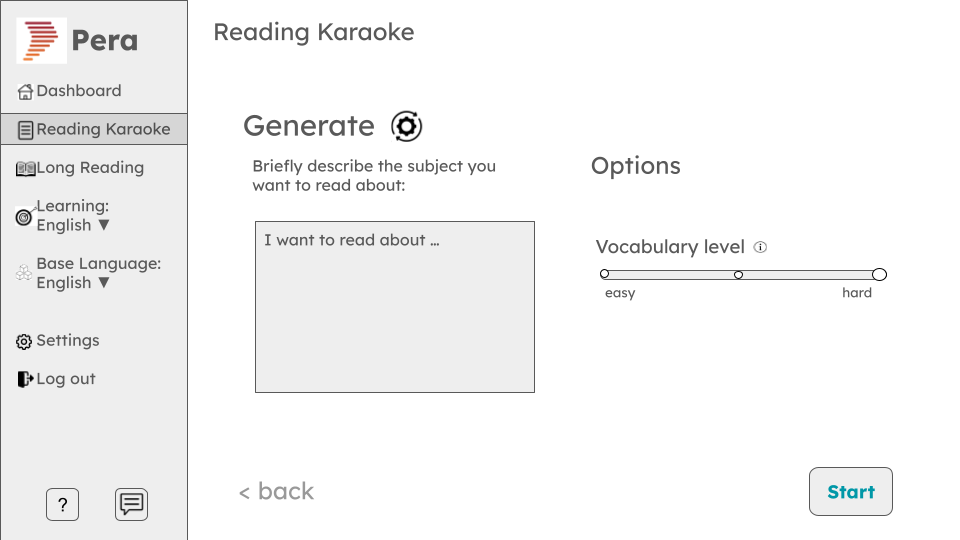 Pera
Dashboard
Reading Karaoke
Long Reading
Learning:
English ▼
Base Language:
English ▼
Settings
Log out
?
Reading Karaoke
Generate
Briefly describe the subject you
want to read about:
I want to read about ...
Options
Vocabulary level ⓘ
easy
hard
< back
Start